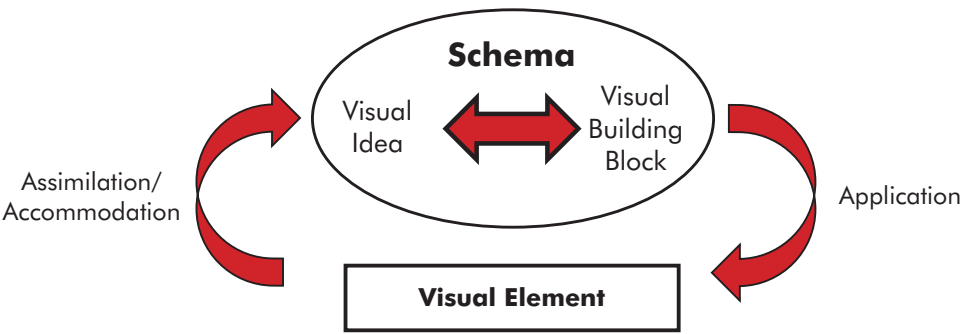 Schema
Visual
Idea
Visual
Building
Block
Assimilation/
Accommodation
Application
Visual Element